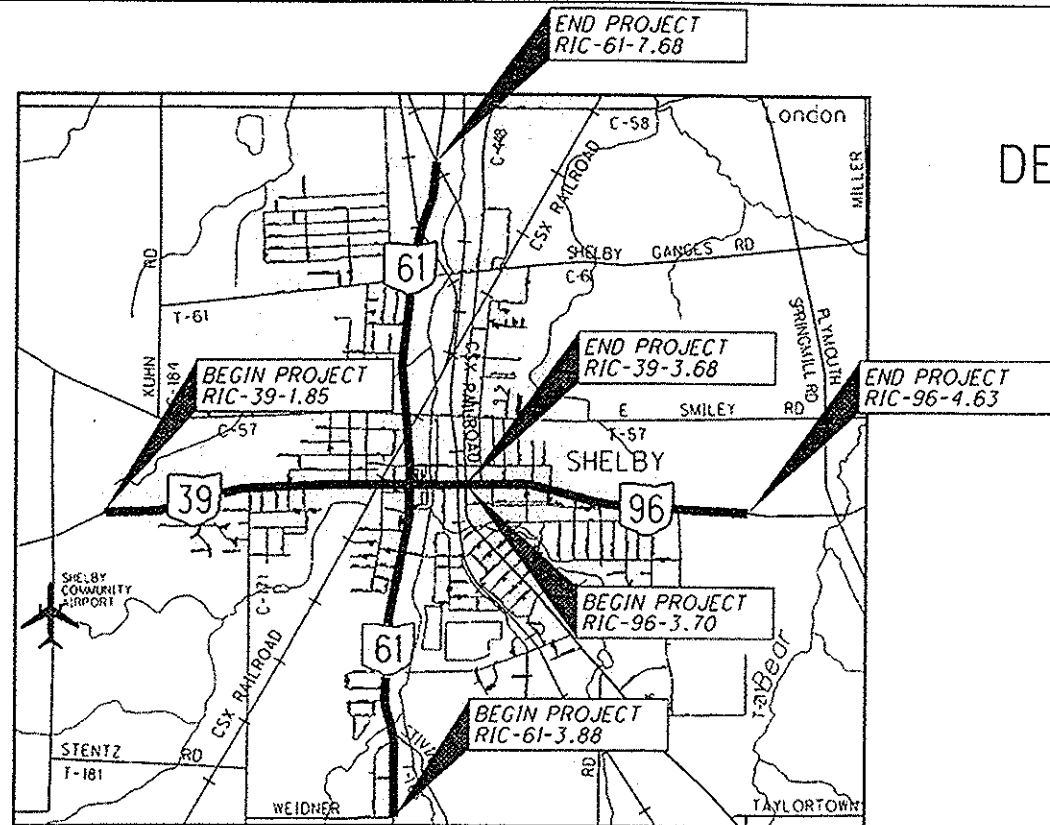 END PROJECT
RIC-61-7.68
London
C-58
C-448
CSX RAILROAD
MILLER
DE
RD
61
SHELBY GANGES RD
C-61
T-61
PLYMOUTH
SPRINGMILL RD
KUHN
C-184
BEGIN PROJECT
RIC-39-1.85
END PROJECT
RIC-39-3.68
END PROJECT
RIC-96-4.63
CSX RAILROAD
E SMILEY RD
C-57
T-57
SHELBY
39
96
SHELBY
COMMUNITY
AIRPORT
BEGIN PROJECT
RIC-96-3.70
61
CSX RAILROAD
Bear
BEGIN PROJECT
RIC-61-3.88
STENTZ RD
T-181
RD
WEIDNER
TAYLORTOWN